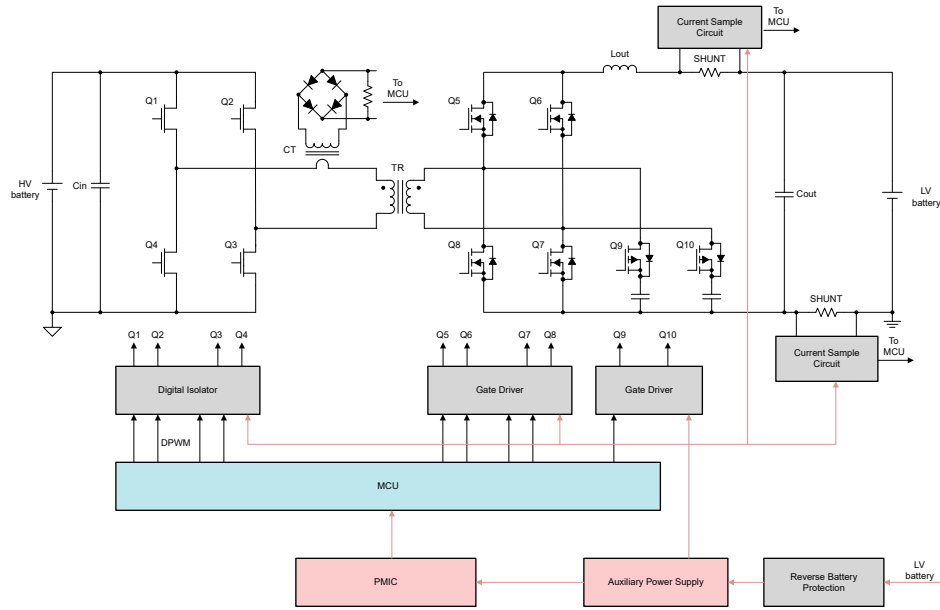 To
MCU
Current Sample
Circuit
Lout
SHUNT
Q1
Q2
To
MCU
Q5
Q6
CT
TR
HV
battery
Cin
Cout
LV
battery
Q4
Q3
Q8
Q7
Q9
Q10
SHUNT
Q1
Q2
Q3
Q4
Q5
Q6
Q7
Q8
Q9
Q10
To
MCU
Current Sample
Circuit
Digital Isolator
Gate Driver
Gate Driver
DPWM
MCU
PMIC
Auxiliary Power Supply
Reverse Battery
Protection
LV
battery